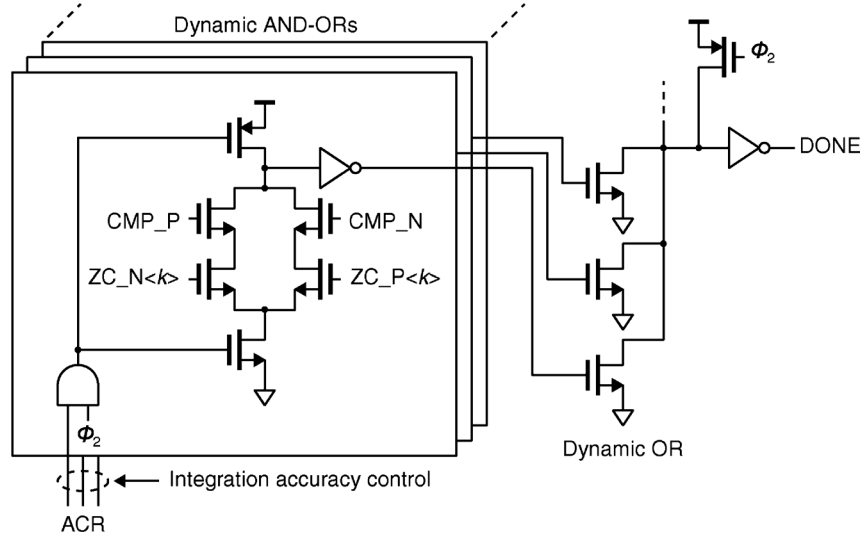 Dynamic AND-ORs
Φ2
DONE
CMP_P
CMP_N
ZC_N<k>
ZC_P<k>
Φ2
Dynamic OR
Integration accuracy control
ACR